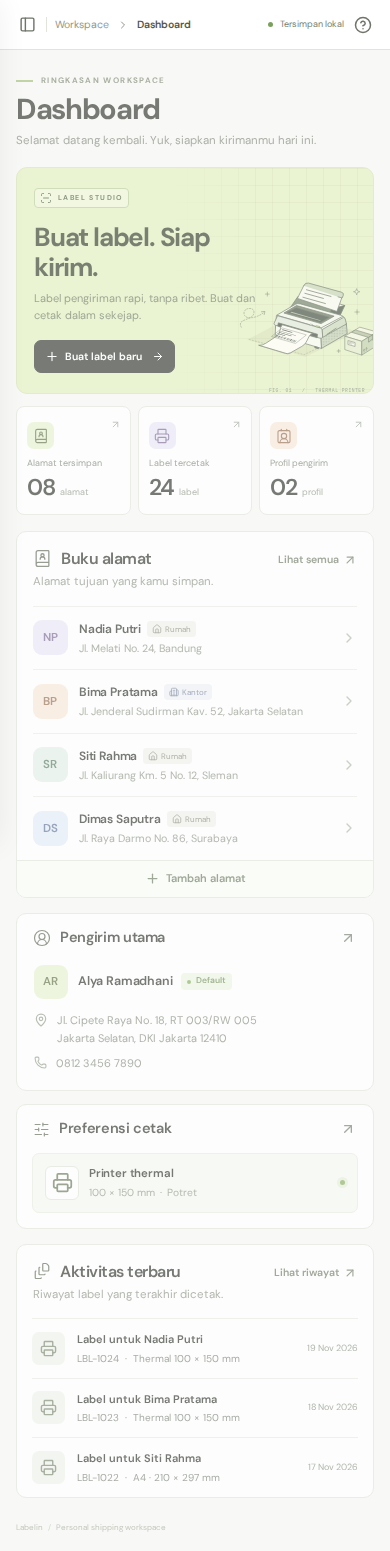 Workspace > Dashboard
Tersimpan lokal
RINGKASAN WORKSPACE
Dashboard
Selamat datang kembali. Yuk, siapkan kirimanmu hari ini.
LABEL STUDIO
Buat label. Siap
kirim.
Label pengiriman rapi, tanpa ribet. Buat dan
cetak dalam sekejap.
Buat label baru
VIS. 02 / THERMAL PRINTER
Alamat tersimpan
08 alamat
Label tercetak
24 label
Profil pengirim
02 profil
Buku alamat
Lihat semua
Alamat tujuan yang kamu simpan.
NP
Nadia Putri
Rumah
Jl. Melati No. 24, Bandung
BP
Bima Pratama
Kantor
Jl. Jenderal Sudirman Kav. 52, Jakarta Selatan
SR
Siti Rahma
Rumah
Jl. Kaliurang Km. 5 No. 12, Sleman
DS
Dimas Saputra
Rumah
Jl. Raya Darmo No. 86, Surabaya
+ Tambah alamat
Pengirim utama
AR
Alya Ramadhani
Default
Jl. Cipete Raya No. 18, RT 003/RW 005
Jakarta Selatan, DKI Jakarta 12410
0812 3456 7890
Preferensi cetak
Printer thermal
100 × 150 mm · Potret
Aktivitas terbaru
Lihat riwayat
Riwayat label yang terakhir dicetak.
Label untuk Nadia Putri
LBL-1024 · Thermal 100 × 150 mm
19 Nov 2026
Label untuk Bima Pratama
LBL-1023 · Thermal 100 × 150 mm
18 Nov 2026
Label untuk Siti Rahma
LBL-1022 · A4 · 210 × 297 mm
17 Nov 2026
Labelin / Personal shipping workspace